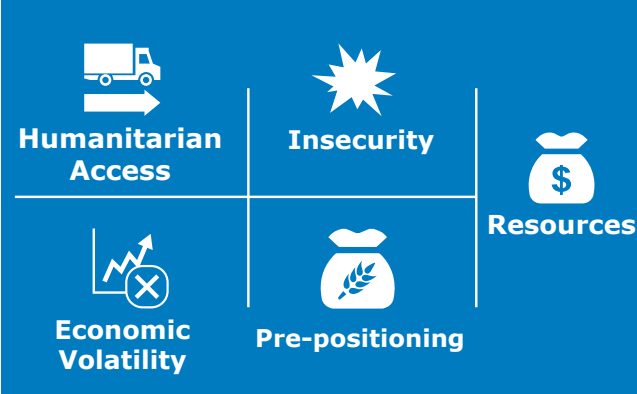 Humanitarian
Access
Insecurity
$
Resources
Economic
Volatility
Pre-positioning